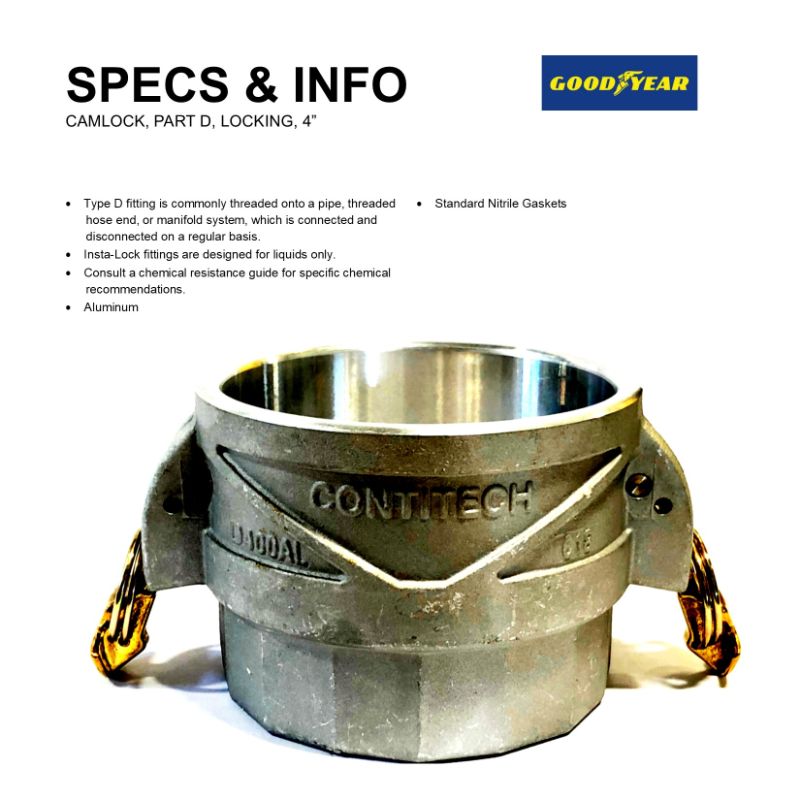 SPECS & INFO
CAMLOCK, PART D, LOCKING, 4”
GOODYEAR
• Type D fitting is commonly threaded onto a pipe, threaded
hose end, or manifold system, which is connected and
disconnected on a regular basis.
• Insta-Lock fittings are designed for liquids only.
• Consult a chemical resistance guide for specific chemical
recommendations.
• Aluminum
• Standard Nitrile Gaskets
CONTITECH
D400AL